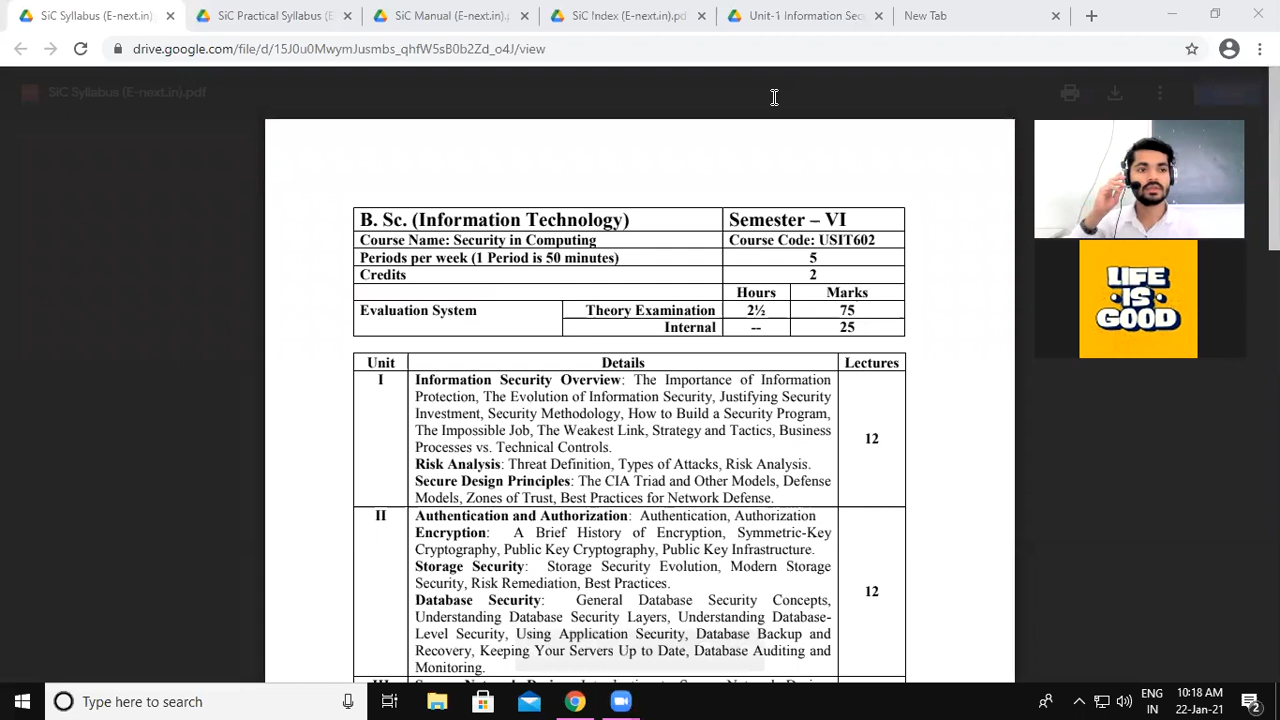 SiC Syllabus (E-next.in).
SiC Practical Syllabus (E
SiC Manual (E-next.in).
SiC Index (E-next.in).pd
Unit-1 Information Sec
New Tab
drive.google.com/file/d/15J0u0MwymJusmbs_qhfW5sB0b2Zd_o4J/view
SiC Syllabus (E-next.in).pdf
B. Sc. (Information Technology) Semester – VI
Course Name: Security in Computing Course Code: USIT602
Periods per week (1 Period is 50 minutes) 5
Credits 2
Hours Marks
Evaluation System Theory Examination 2½ 75
Internal -- 25
Unit Details Lectures
I Information Security Overview: The Importance of Information
Protection, The Evolution of Information Security, Justifying Security
Investment, Security Methodology, How to Build a Security Program,
The Impossible Job, The Weakest Link, Strategy and Tactics, Business
Processes vs. Technical Controls.
Risk Analysis: Threat Definition, Types of Attacks, Risk Analysis.
Secure Design Principles: The CIA Triad and Other Models, Defense
Models, Zones of Trust, Best Practices for Network Defense.
12
II Authentication and Authorization: Authentication, Authorization
Encryption: A Brief History of Encryption, Symmetric-Key
Cryptography, Public Key Cryptography, Public Key Infrastructure.
Storage Security: Storage Security Evolution, Modern Storage
Security, Risk Remediation, Best Practices.
Database Security: General Database Security Concepts,
Understanding Database Security Layers, Understanding Database-
Level Security, Using Application Security, Database Backup and
Recovery, Keeping Your Servers Up to Date, Database Auditing and
Monitoring.
12
LIFE
IS
GOOD
Type here to search
ENG
IN
10:18 AM
22-Jan-21
2